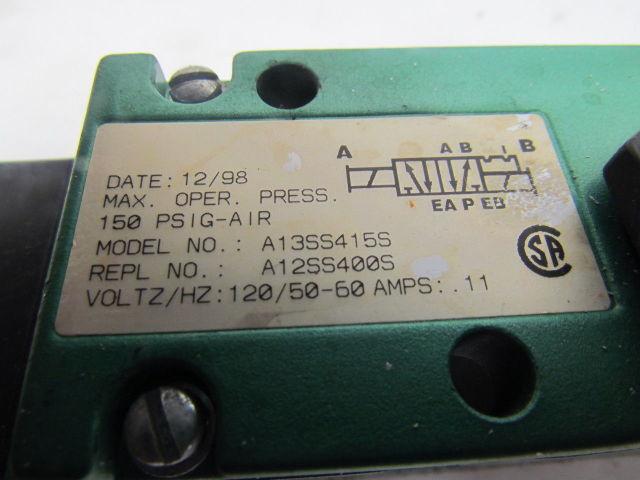 A
A B
B
EA P EB
DATE: 12/98
MAX. OPER. PRESS.
150 PSIG-AIR
MODEL NO.: A13SS415S
REPL NO.: A12SS400S
VOLTZ/HZ:120/50-60 AMPS:.11
SA